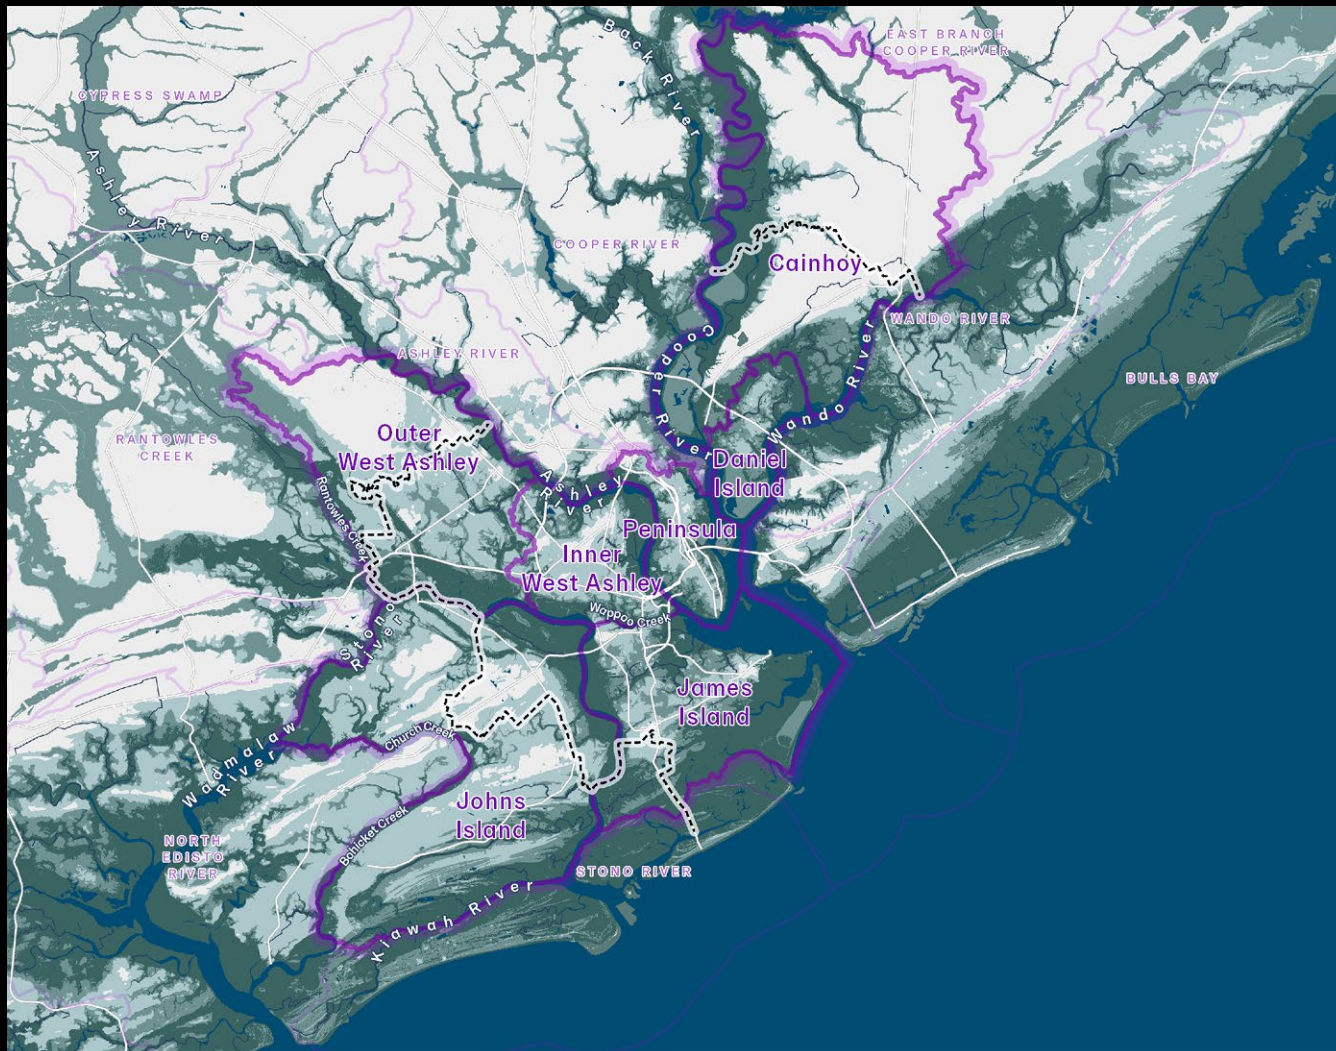 Back River
EAST BRANCH
COOPER RIVER
CYPRESS SWAMP
Ashley River
COOPER RIVER
Cainhoy
WANDO RIVER
Cooper River
ASHLEY RIVER
Wando River
BULLS BAY
RANTOWLES
CREEK
Outer
West Ashley
Daniel
Island
Ashley
River
Rantowles Creek
Peninsula
Inner
West Ashley
Wappoo Creek
Stono
River
James
Island
Church Creek
Wadmalaw
River
Johns
Island
Bohicket Creek
NORTH
EDISTO
RIVER
STONO RIVER
Kiawah River